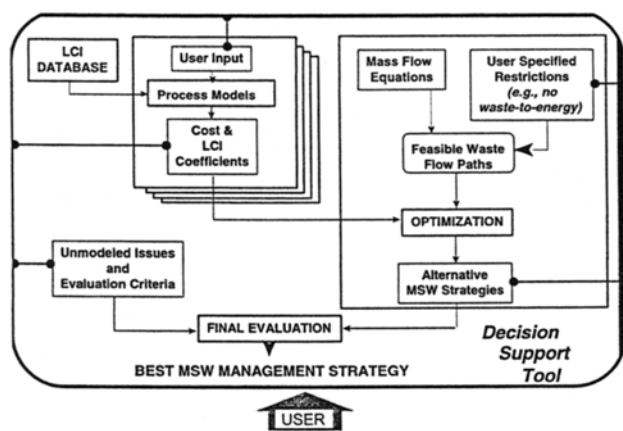 LCI
DATABASE
User Input
Process Models
Cost &
LCI
Coefficients
Mass Flow
Equations
User Specified
Restrictions
(e.g., no
waste-to-energy)
Feasible Waste
Flow Paths
OPTIMIZATION
Alternative
MSW Strategies
Unmodeled Issues
and
Evaluation Criteria
FINAL EVALUATION
BEST MSW MANAGEMENT STRATEGY
Decision
Support
Tool
USER